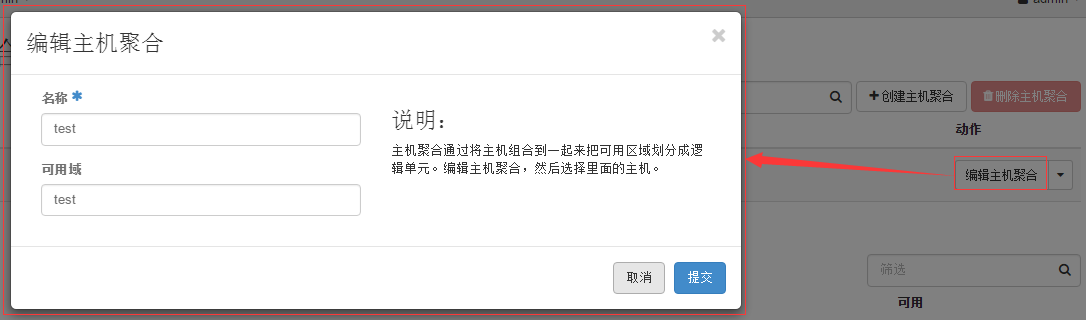 admin
编辑主机聚合
×
名称 *
test
可用域
test
说明:
主机聚合通过将主机组合到一起来把可用区域划分成逻
辑单元。编辑主机聚合，然后选择里面的主机。
取消
提交
创建主机聚合
删除主机聚合
动作
编辑主机聚合
筛选
可用